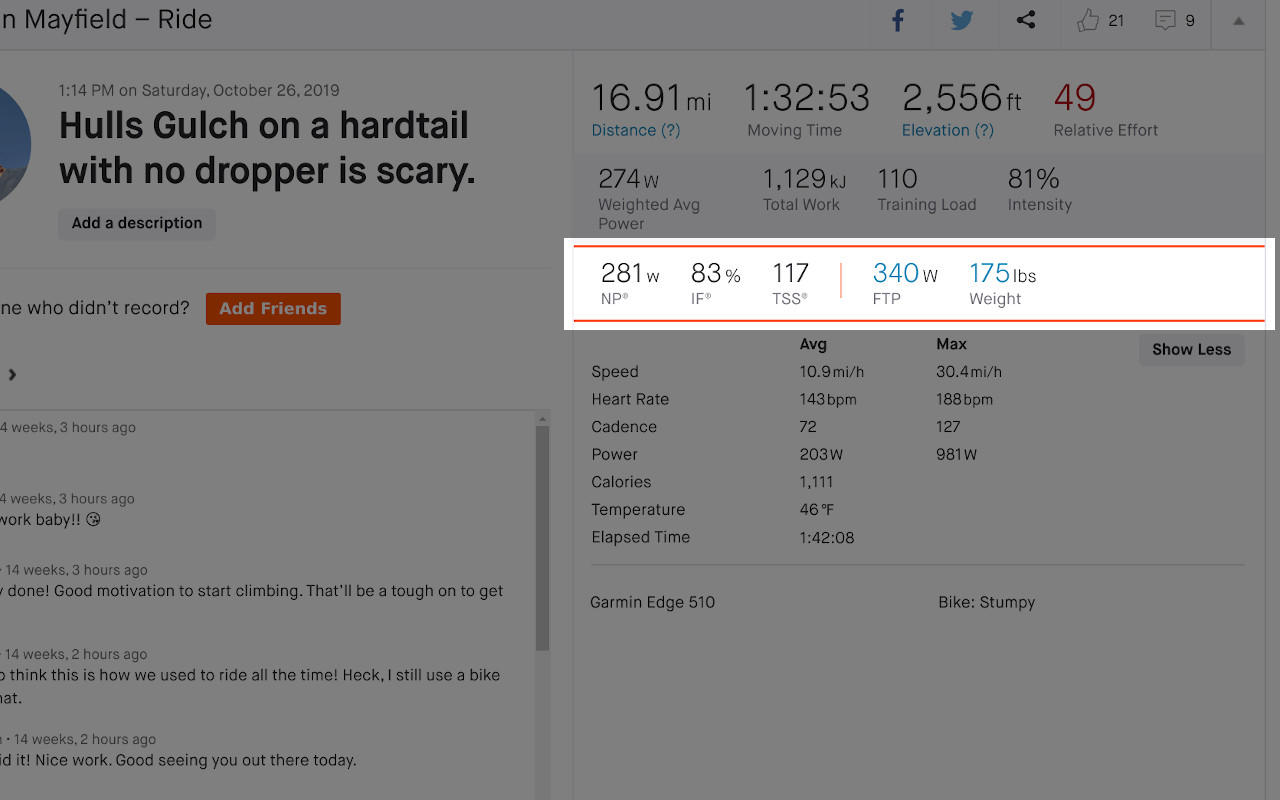 n Mayfield – Ride
21
9
1:14 PM on Saturday, October 26, 2019
Hulls Gulch on a hardtail
with no dropper is scary.
Add a description
ne who didn't record?
Add Friends
4 weeks, 3 hours ago
4 weeks, 3 hours ago
work baby!! 😘
· 14 weeks, 3 hours ago
y done! Good motivation to start climbing. That'll be a tough on to get
· 14 weeks, 2 hours ago
o think this is how we used to ride all the time! Heck, I still use a bike
hat.
· 14 weeks, 2 hours ago
id it! Nice work. Good seeing you out there today.
16.91 mi 1:32:53 2,556 ft 49
Distance (?) Moving Time Elevation (?) Relative Effort
274 W 1,129 kJ 110 81%
Weighted Avg Total Work Training Load Intensity
Power
281 w 83 % 117 340 W 175 lbs
NP® IF® TSS® FTP Weight
Avg Max
Show Less
Speed 10.9 mi/h 30.4 mi/h
Heart Rate 143 bpm 188 bpm
Cadence 72 127
Power 203 W 981 W
Calories 1,111
Temperature 46 °F
Elapsed Time 1:42:08
Garmin Edge 510 Bike: Stumpy